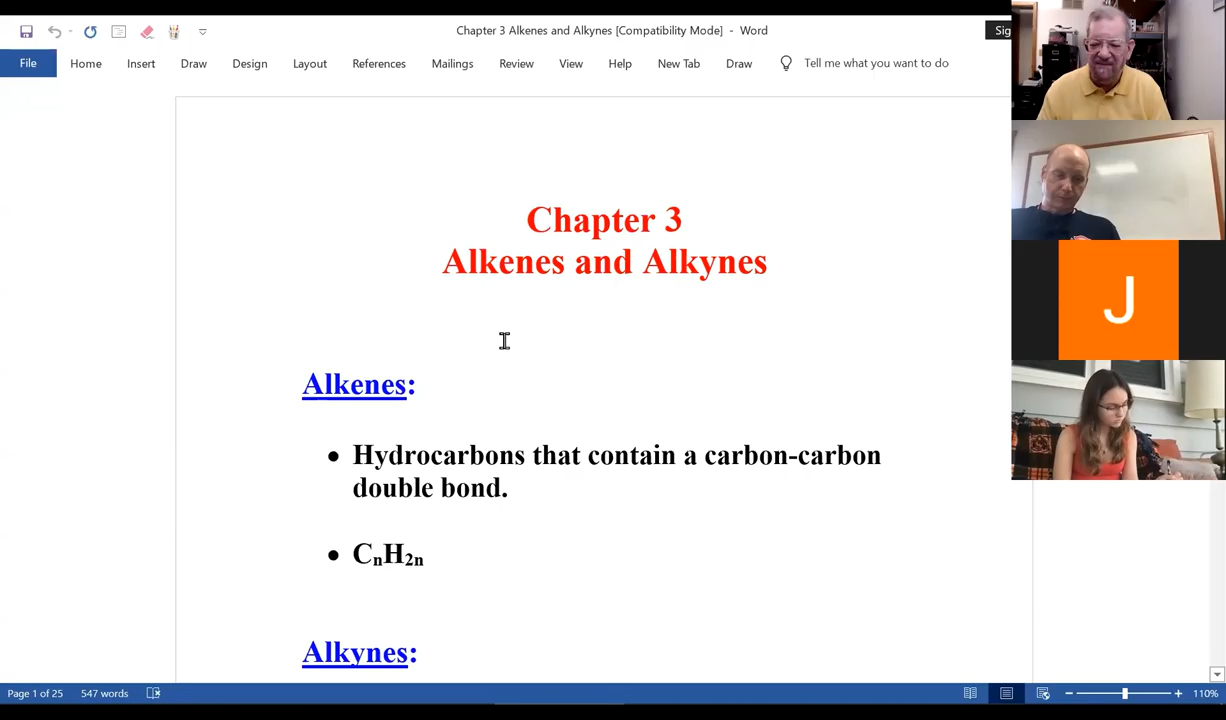 Chapter 3 Alkenes and Alkynes [Compatibility Mode] - Word
Sig
File Home Insert Draw Design Layout References Mailings Review View Help New Tab Draw Tell me what you want to do
Chapter 3
Alkenes and Alkynes
Alkenes:
• Hydrocarbons that contain a carbon-carbon
double bond.
• CnH2n
Alkynes:
J
Page 1 of 25 547 words 110%